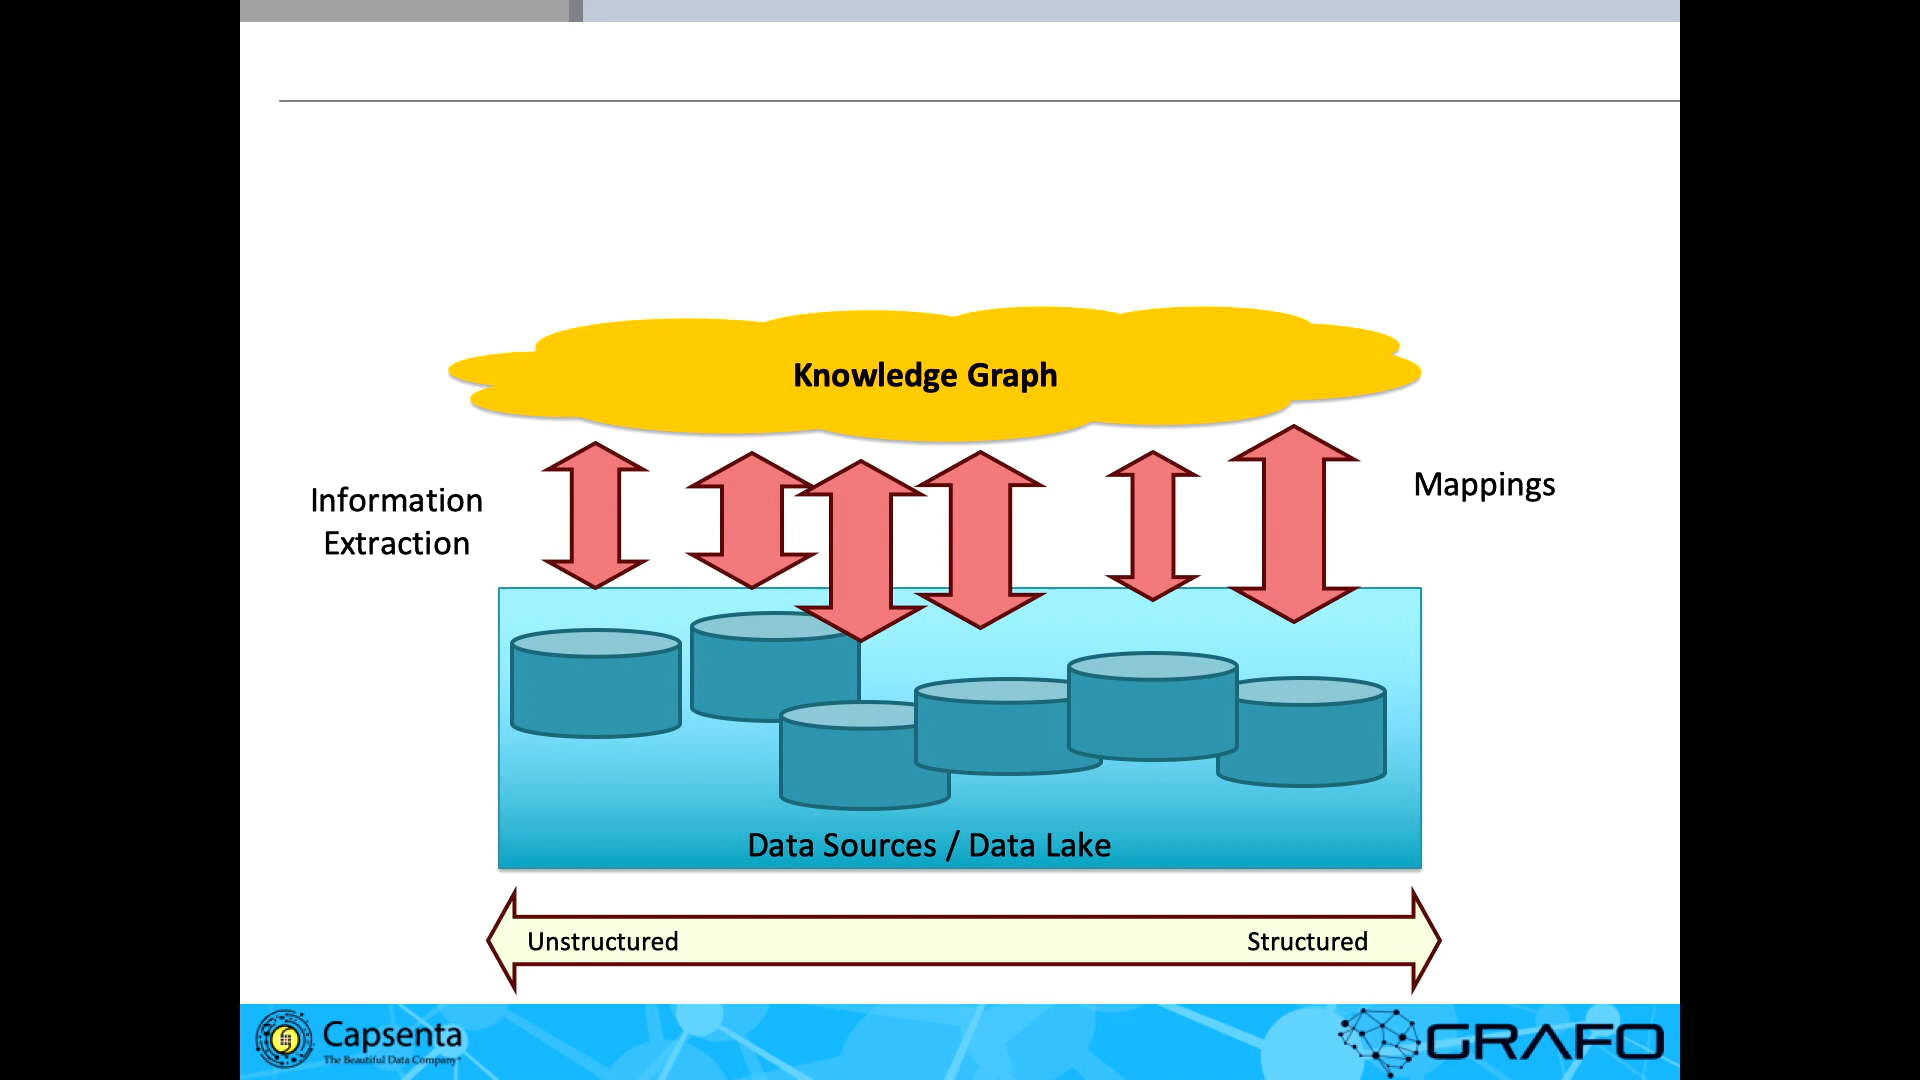 Knowledge Graph
Information
Extraction
Mappings
Data Sources / Data Lake
Unstructured
Structured
Capsenta
The Beautiful Data Company
GRAFO